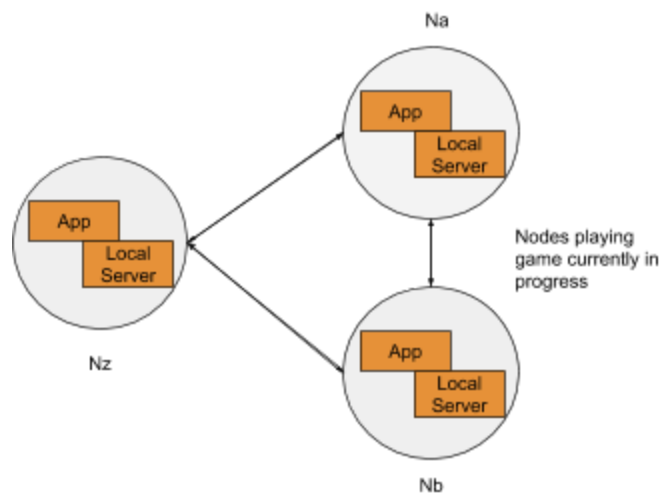 Na
App
Local
Server
App
Local
Server
Nodes playing
game currently in
progress
Nz
App
Local
Server
Nb